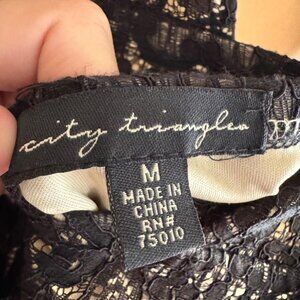 city triangles
M
MADE IN
CHINA
RN#
75010